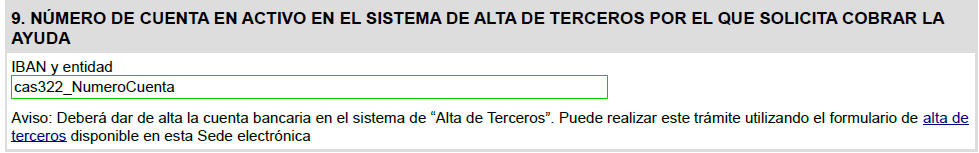 9. NÚMERO DE CUENTA EN ACTIVO EN EL SISTEMA DE ALTA DE TERCEROS POR EL QUE SOLICITA COBRAR LA
AYUDA
IBAN y entidad
cas322_NumeroCuenta
Aviso: Deberá dar de alta la cuenta bancaria en el sistema de “Alta de Terceros”. Puede realizar este trámite utilizando el formulario de alta de
terceros disponible en esta Sede electrónica